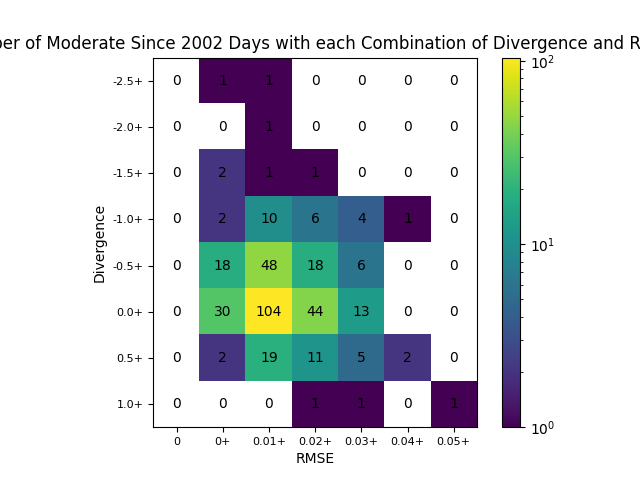 of Moderate Since 2002 Days with each Combination of Divergence and
-2.5+ 0 1 1 0 0 0 0
-2.0+ 0 0 1 0 0 0 0
-1.5+ 0 2 1 1 0 0 0
-1.0+ 0 2 10 6 4 1 0
-0.5+ 0 18 48 18 6 0 0
0.0+ 0 30 104 44 13 0 0
0.5+ 0 2 19 11 5 2 0
1.0+ 0 0 0 1 1 0 1
0 0+ 0.01+ 0.02+ 0.03+ 0.04+ 0.05+
RMSE
Divergence
10²
10¹
10⁰